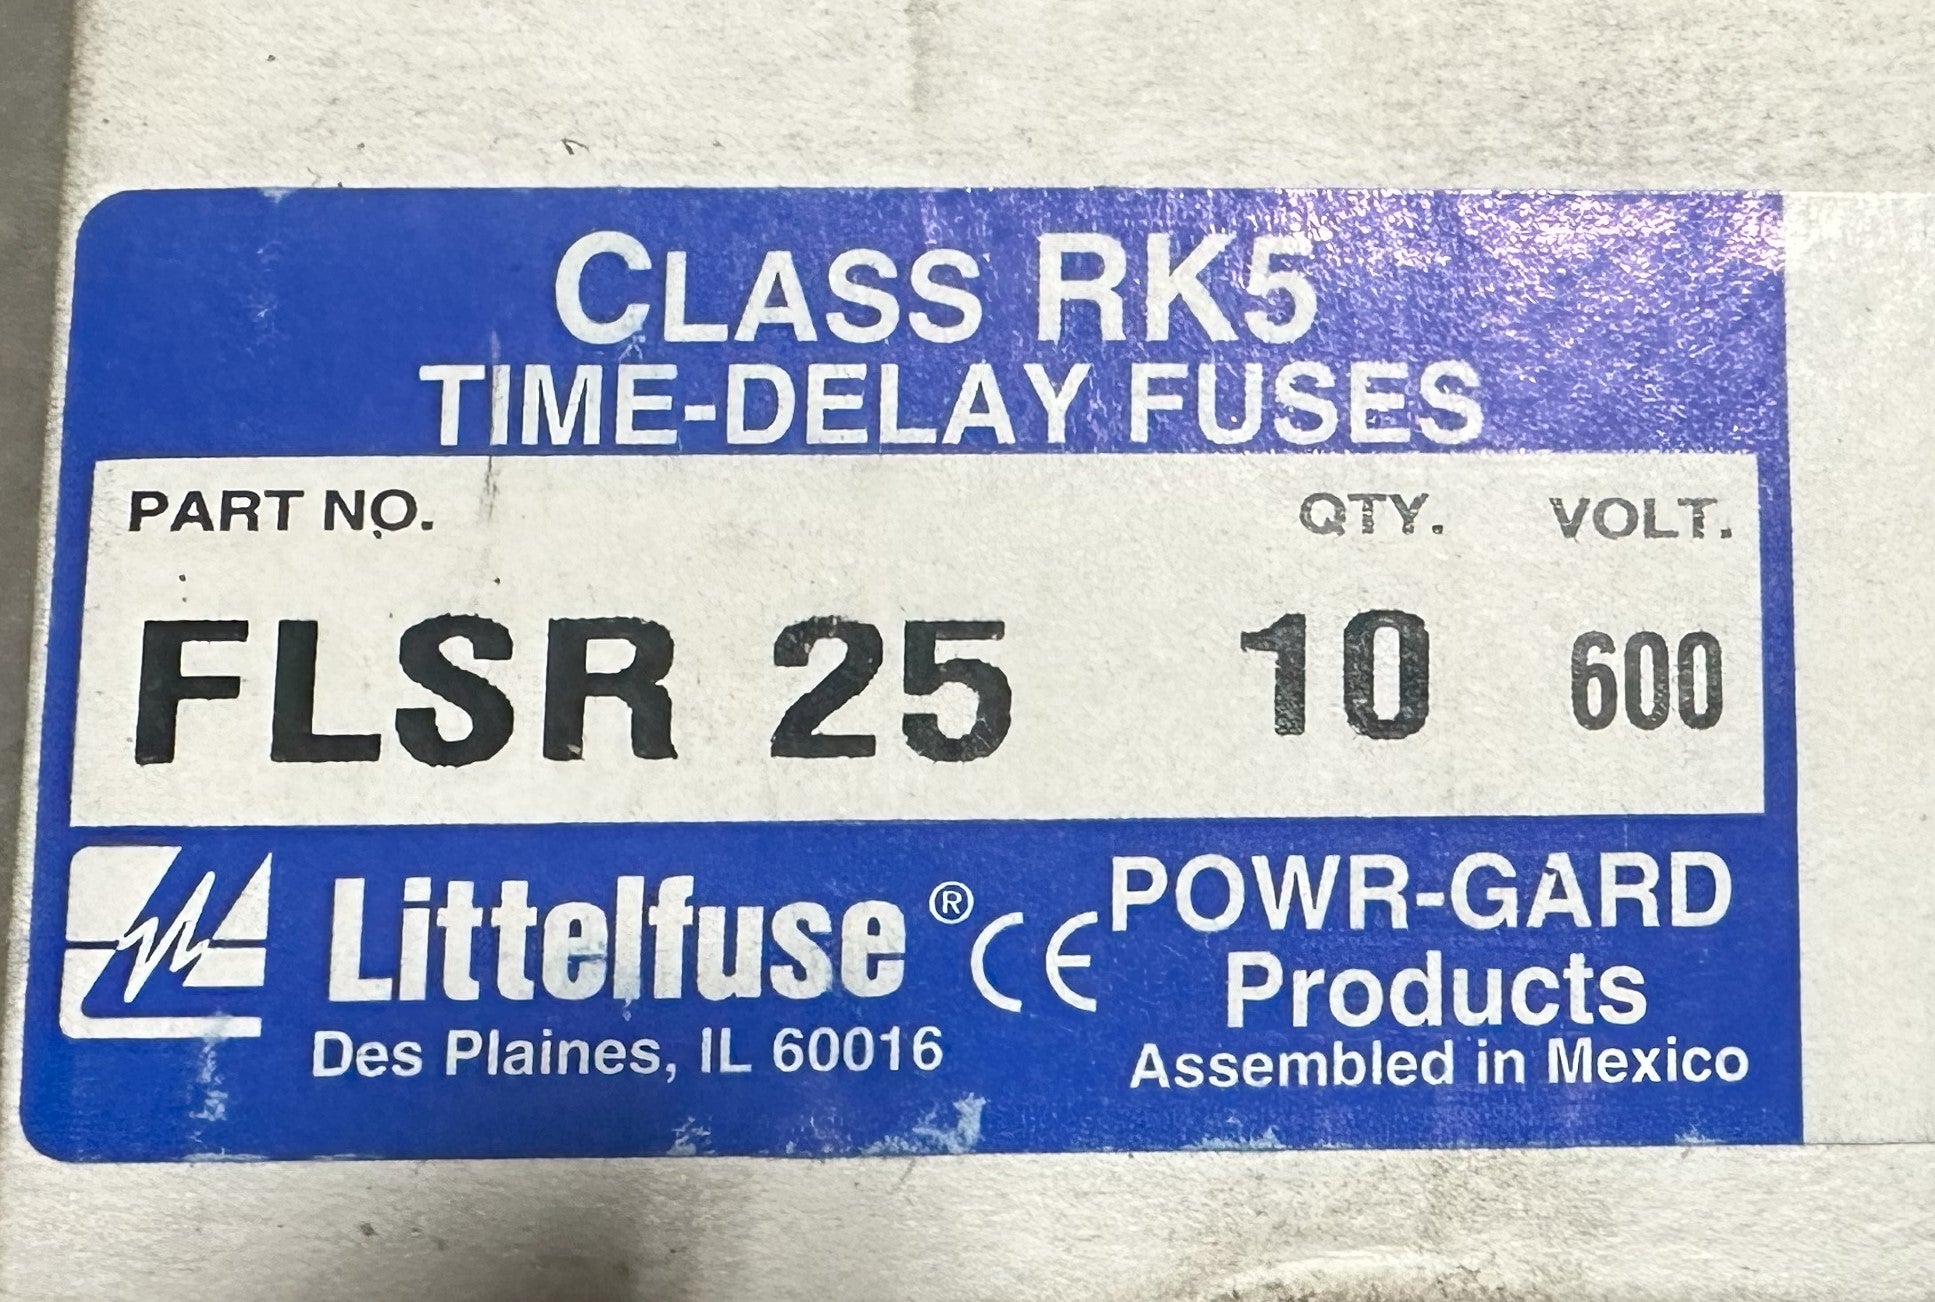 CLASS RK5
TIME-DELAY FUSES
PART NO. QTY. VOLT.
FLSR 25 10 600
Littelfuse® CE POWR-GARD
Products
Des Plaines, IL 60016 Assembled in Mexico